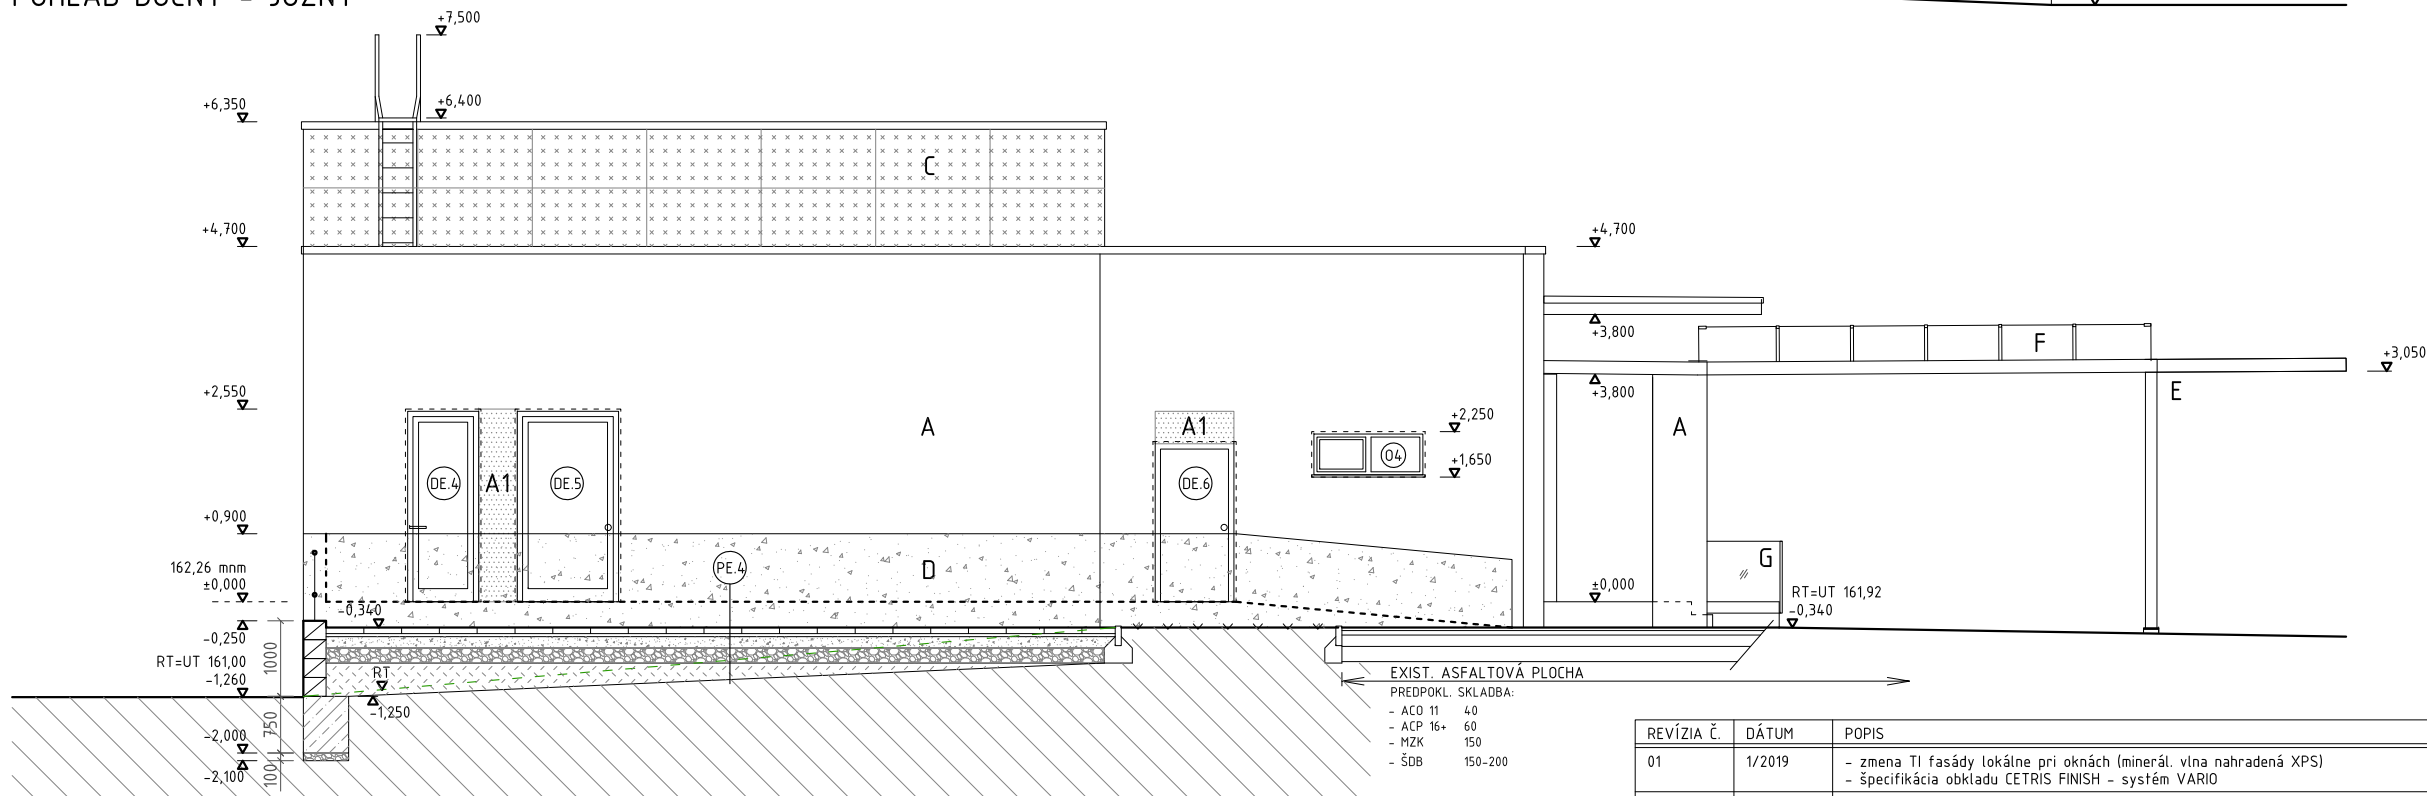 POHĽAD BOČNÝ - JUŽNÝ
+7,500
+6,400
+6,350
C
+4,700
+4,700
+3,800
F
+3,050
E
+3,800
+2,550
A
A1
A
+2,250
+1,650
O4
DE.4
A1
DE.5
DE.6
+0,900
162,26 mnm
±0,000
PE.4
D
G
±0,000
RT=UT 161,92
-0,340
-0,340
-0,250
1000
RT=UT 161,00
-1,260
RT
-1,250
750
-2,000
100
-2,100
EXIST. ASFALTOVÁ PLOCHA
PREDPOKL. SKLADBA:
- ACO 11 40
- ACP 16+ 60
- MZK 150
- ŠDB 150-200
REVÍZIA Č. DÁTUM POPIS
01 1/2019 - zmena TI fasády lokálne pri oknách (minerál. vlna nahradená XPS)
- špecifikácia obkladu CETRIS FINISH - systém VARIO